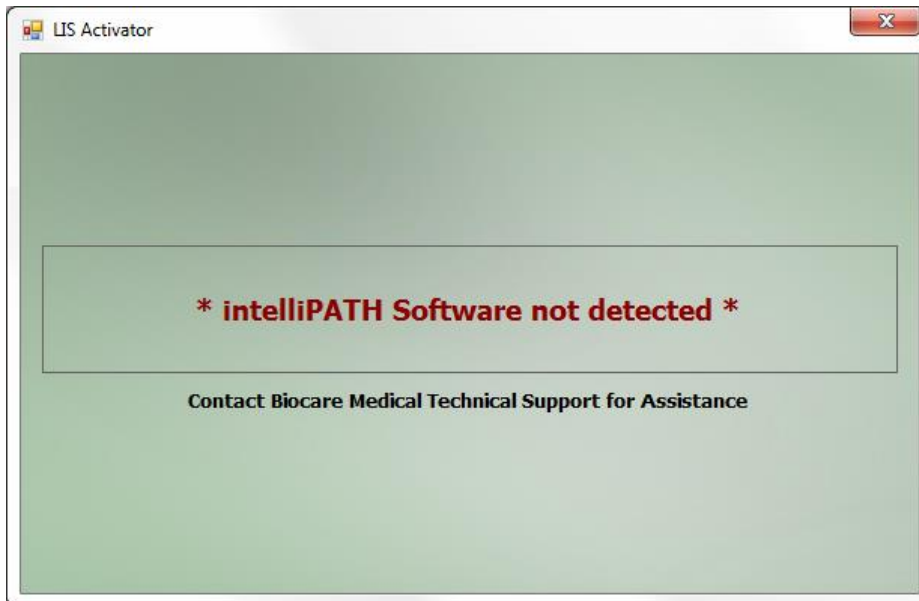 LIS Activator
* intelliPATH Software not detected *
Contact Biocare Medical Technical Support for Assistance